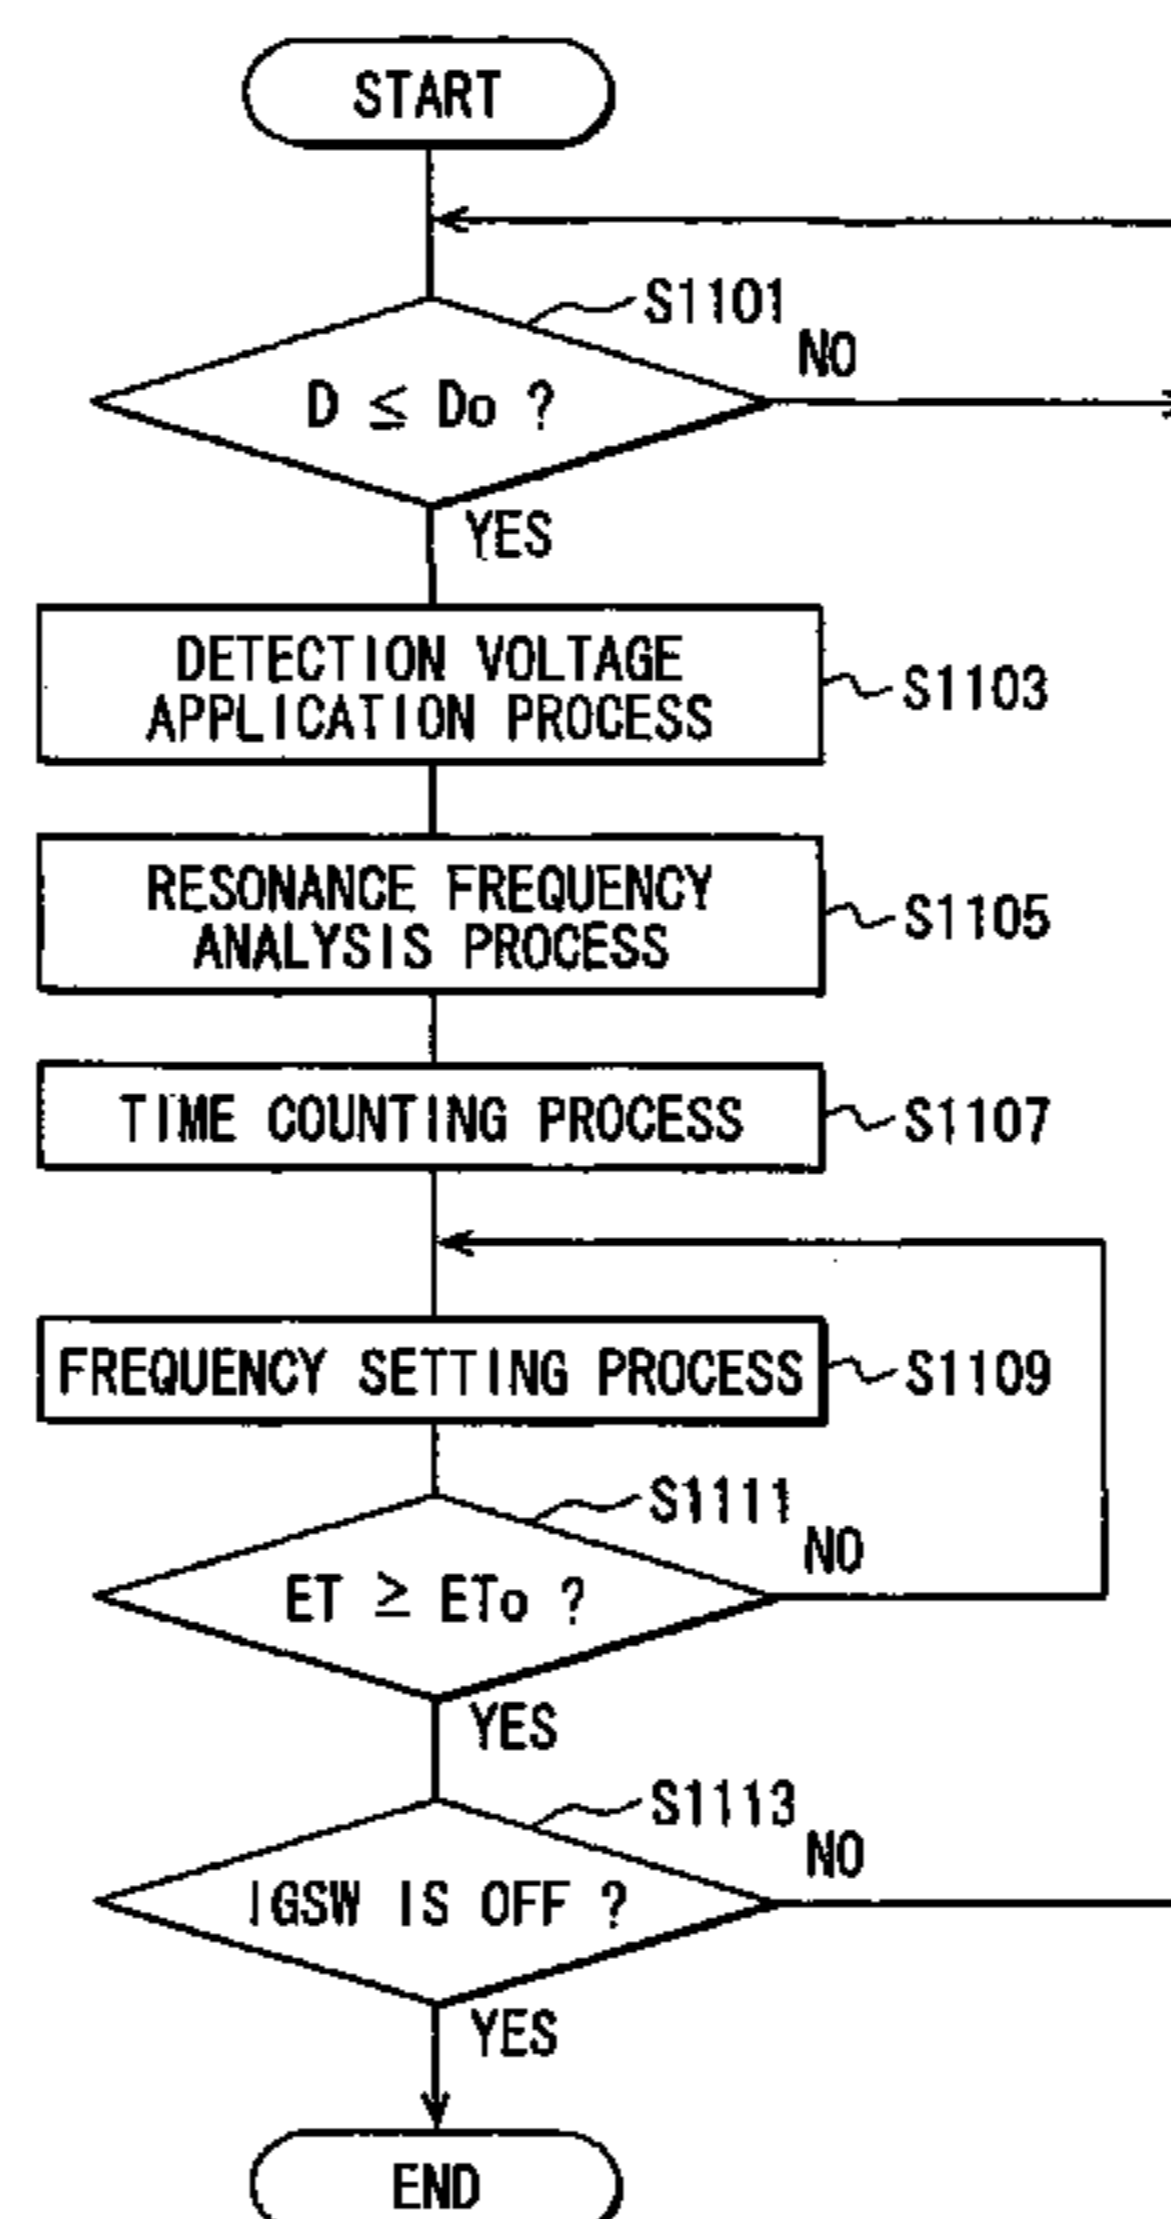 START
S1101
NO
D ≤ Do ?
YES
DETECTION VOLTAGE
APPLICATION PROCESS
S1103
RESONANCE FREQUENCY
ANALYSIS PROCESS
S1105
TIME COUNTING PROCESS
S1107
FREQUENCY SETTING PROCESS
S1109
S1111
NO
ET ≥ ETo ?
YES
S1113
NO
IGSW IS OFF ?
YES
END